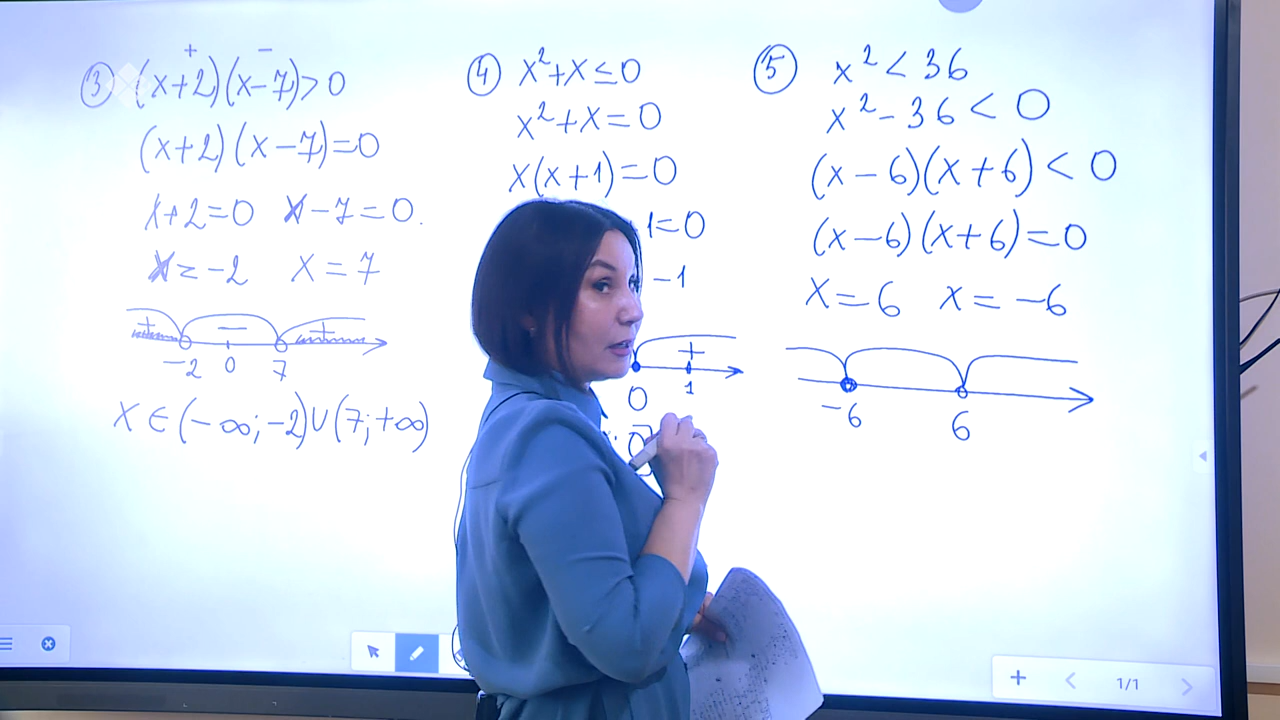 ③ (x+2)(x-7)>0
+ -
(x+2)(x-7)=0
x+2=0 x-7=0.
x=-2 x=7
+ - +
-2 0 7
x∈(-∞;-2)∪(7;+∞)
④ x²+x≤0
x²+x=0
x(x+1)=0
1=0
-1
+
0 1
0]
⑤ x²<36
x²-36<0
(x-6)(x+6)<0
(x-6)(x+6)=0
x=6 x=-6
-6 6
1/1